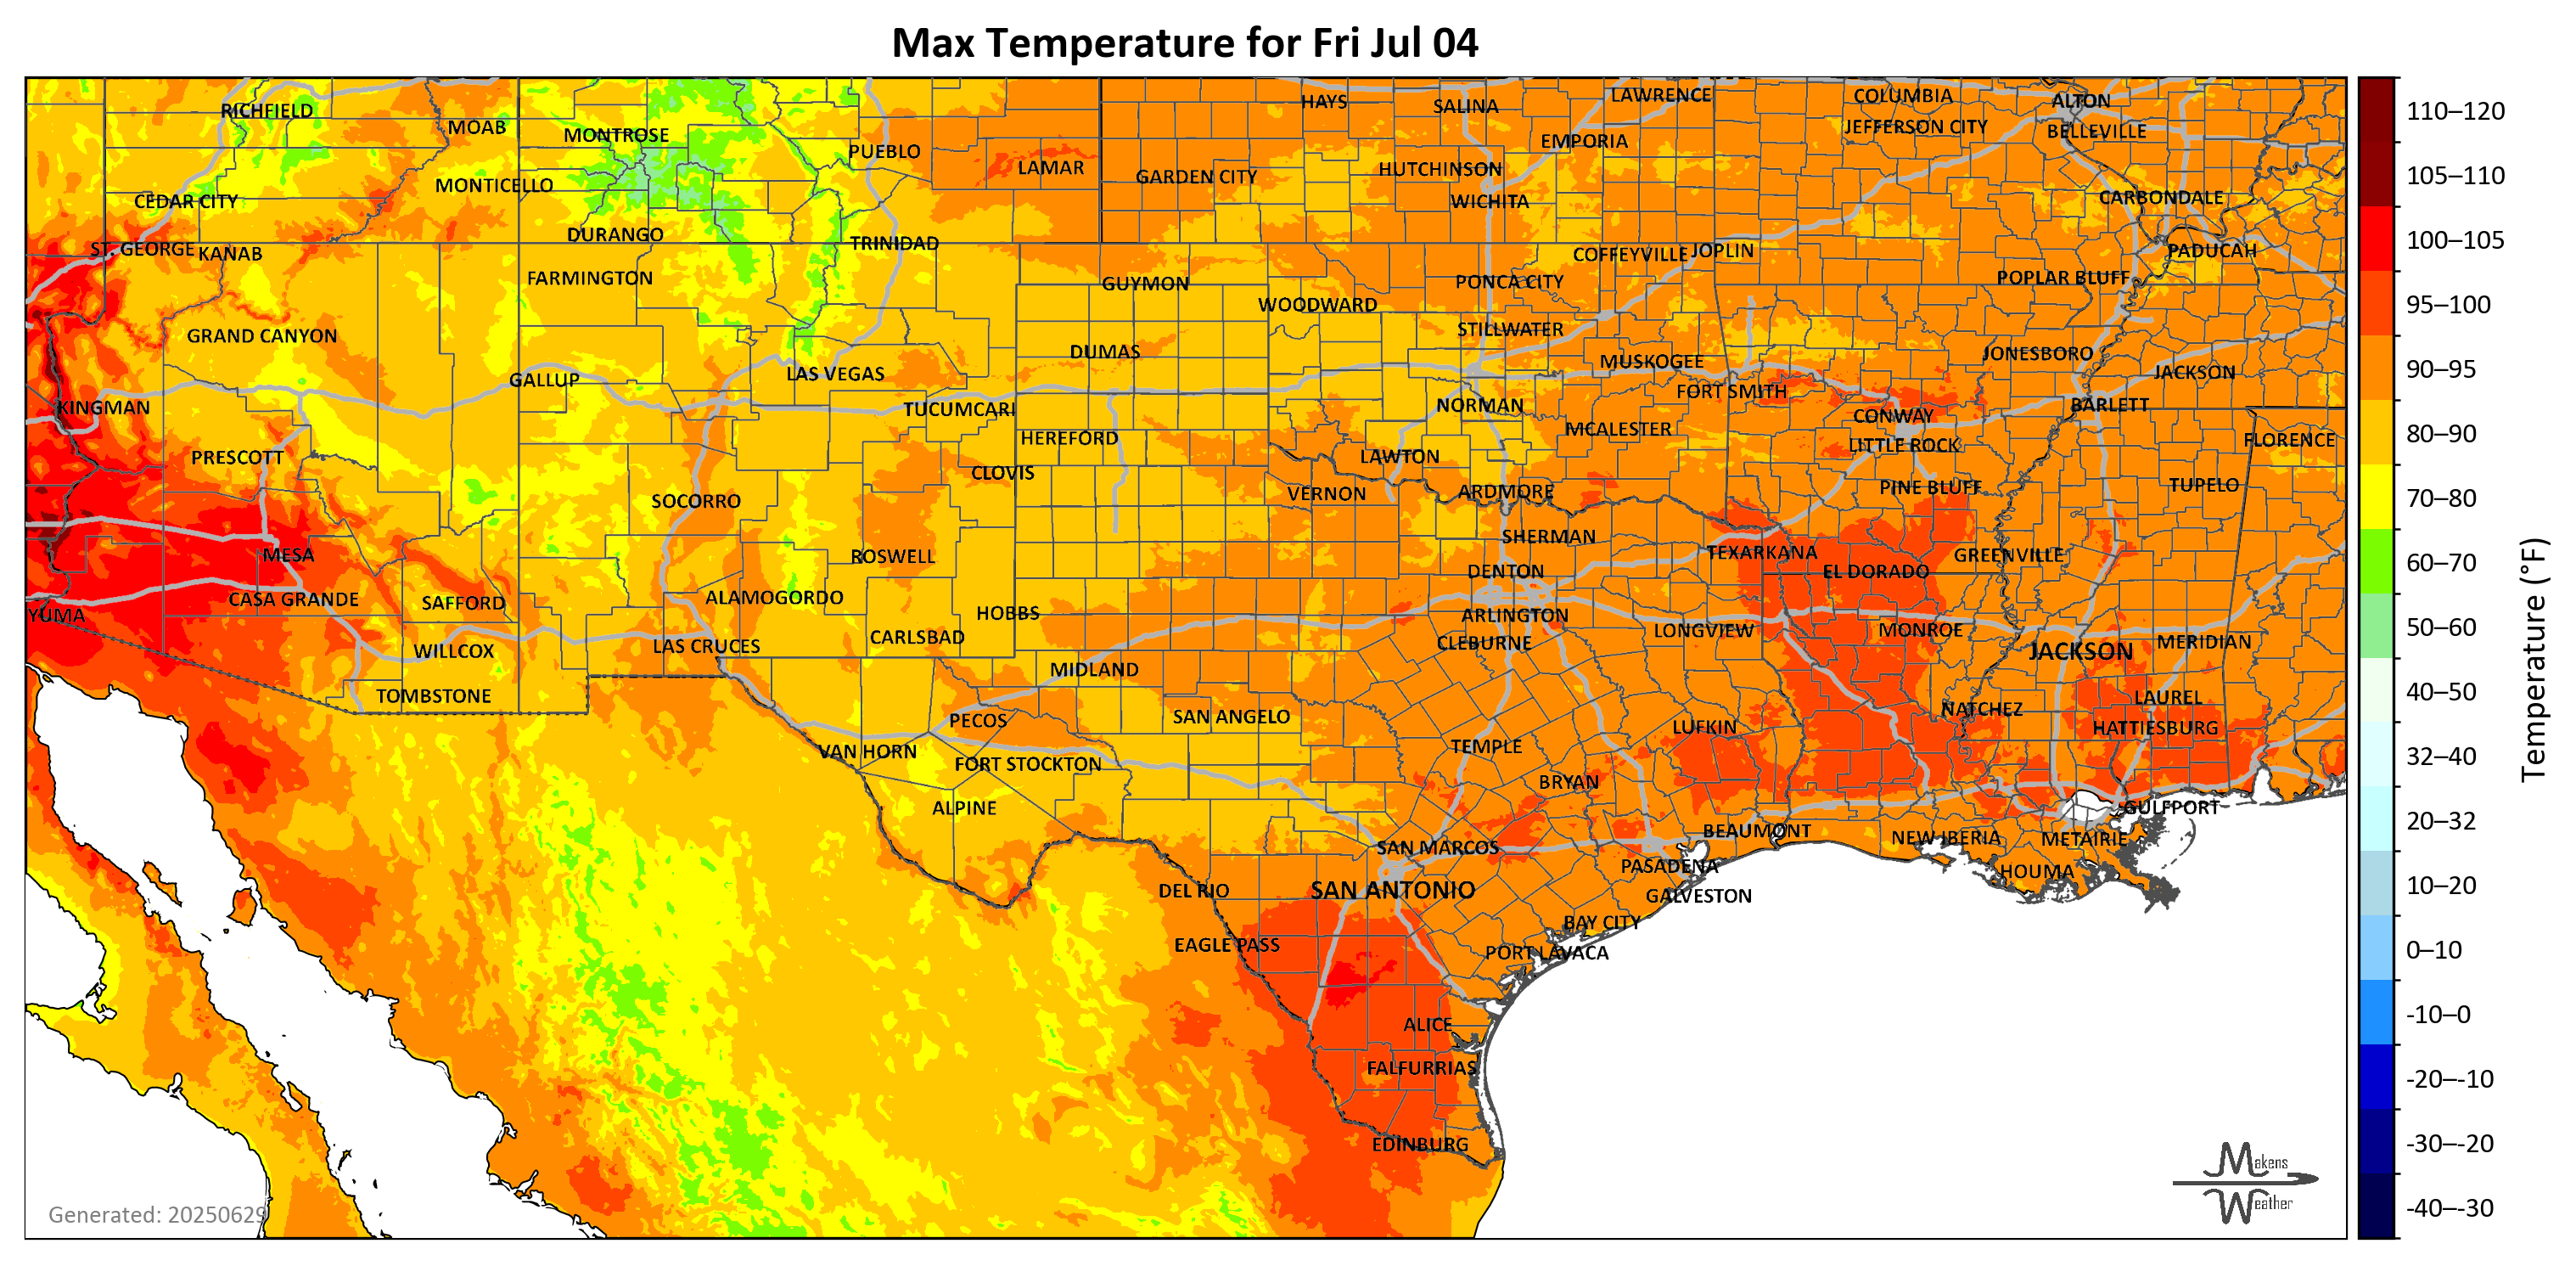 Max Temperature for Fri Jul 04
RICHFIELD
MOAB
MONTROSE
PUEBLO
LAMAR
HAYS
SALINA
LAWRENCE
COLUMBIA
ALTON
JEFFERSON CITY
BELLEVILLE
EMPORIA
GARDEN CITY
HUTCHINSON
WICHITA
CARBONDALE
CEDAR CITY
MONTICELLO
DURANGO
TRINIDAD
ST. GEORGE
KANAB
FARMINGTON
GUYMON
WOODWARD
PONCA CITY
COFFEYVILLE
JOPLIN
POPLAR BLUFF
PADUCAH
GRAND CANYON
DUMAS
STILLWATER
MUSKOGEE
JONESBORO
JACKSON
GALLUP
LAS VEGAS
FORT SMITH
KINGMAN
TUCUMCARI
NORMAN
CONWAY
BARLETT
PRESCOTT
HEREFORD
LAWTON
MCALESTER
LITTLE ROCK
FLORENCE
CLOVIS
VERNON
ARDMORE
PINE BLUFF
TUPELO
SOCORRO
SHERMAN
MESA
ROSWELL
DENTON
TEXARKANA
EL DORADO
GREENVILLE
YUMA
CASA GRANDE
SAFFORD
ALAMOGORDO
HOBBS
ARLINGTON
WILLCOX
LAS CRUCES
CARLSBAD
CLEBURNE
LONGVIEW
MONROE
JACKSON
MERIDIAN
TOMBSTONE
MIDLAND
PECOS
SAN ANGELO
LUFKIN
NATCHEZ
LAUREL
HATTIESBURG
VAN HORN
FORT STOCKTON
TEMPLE
BRYAN
ALPINE
GULFPORT
SAN MARCOS
BEAUMONT
NEW IBERIA
METAIRIE
DEL RIO
SAN ANTONIO
PASADENA
GALVESTON
HOUMA
EAGLE PASS
BAY CITY
PORT LAVACA
ALICE
FALFURRIAS
EDINBURG
Generated: 20250629
Makens
Weather
110–120
105–110
100–105
95–100
90–95
80–90
70–80
60–70
50–60
40–50
32–40
20–32
10–20
0–10
-10–0
-20–-10
-30–-20
-40–-30
Temperature (°F)